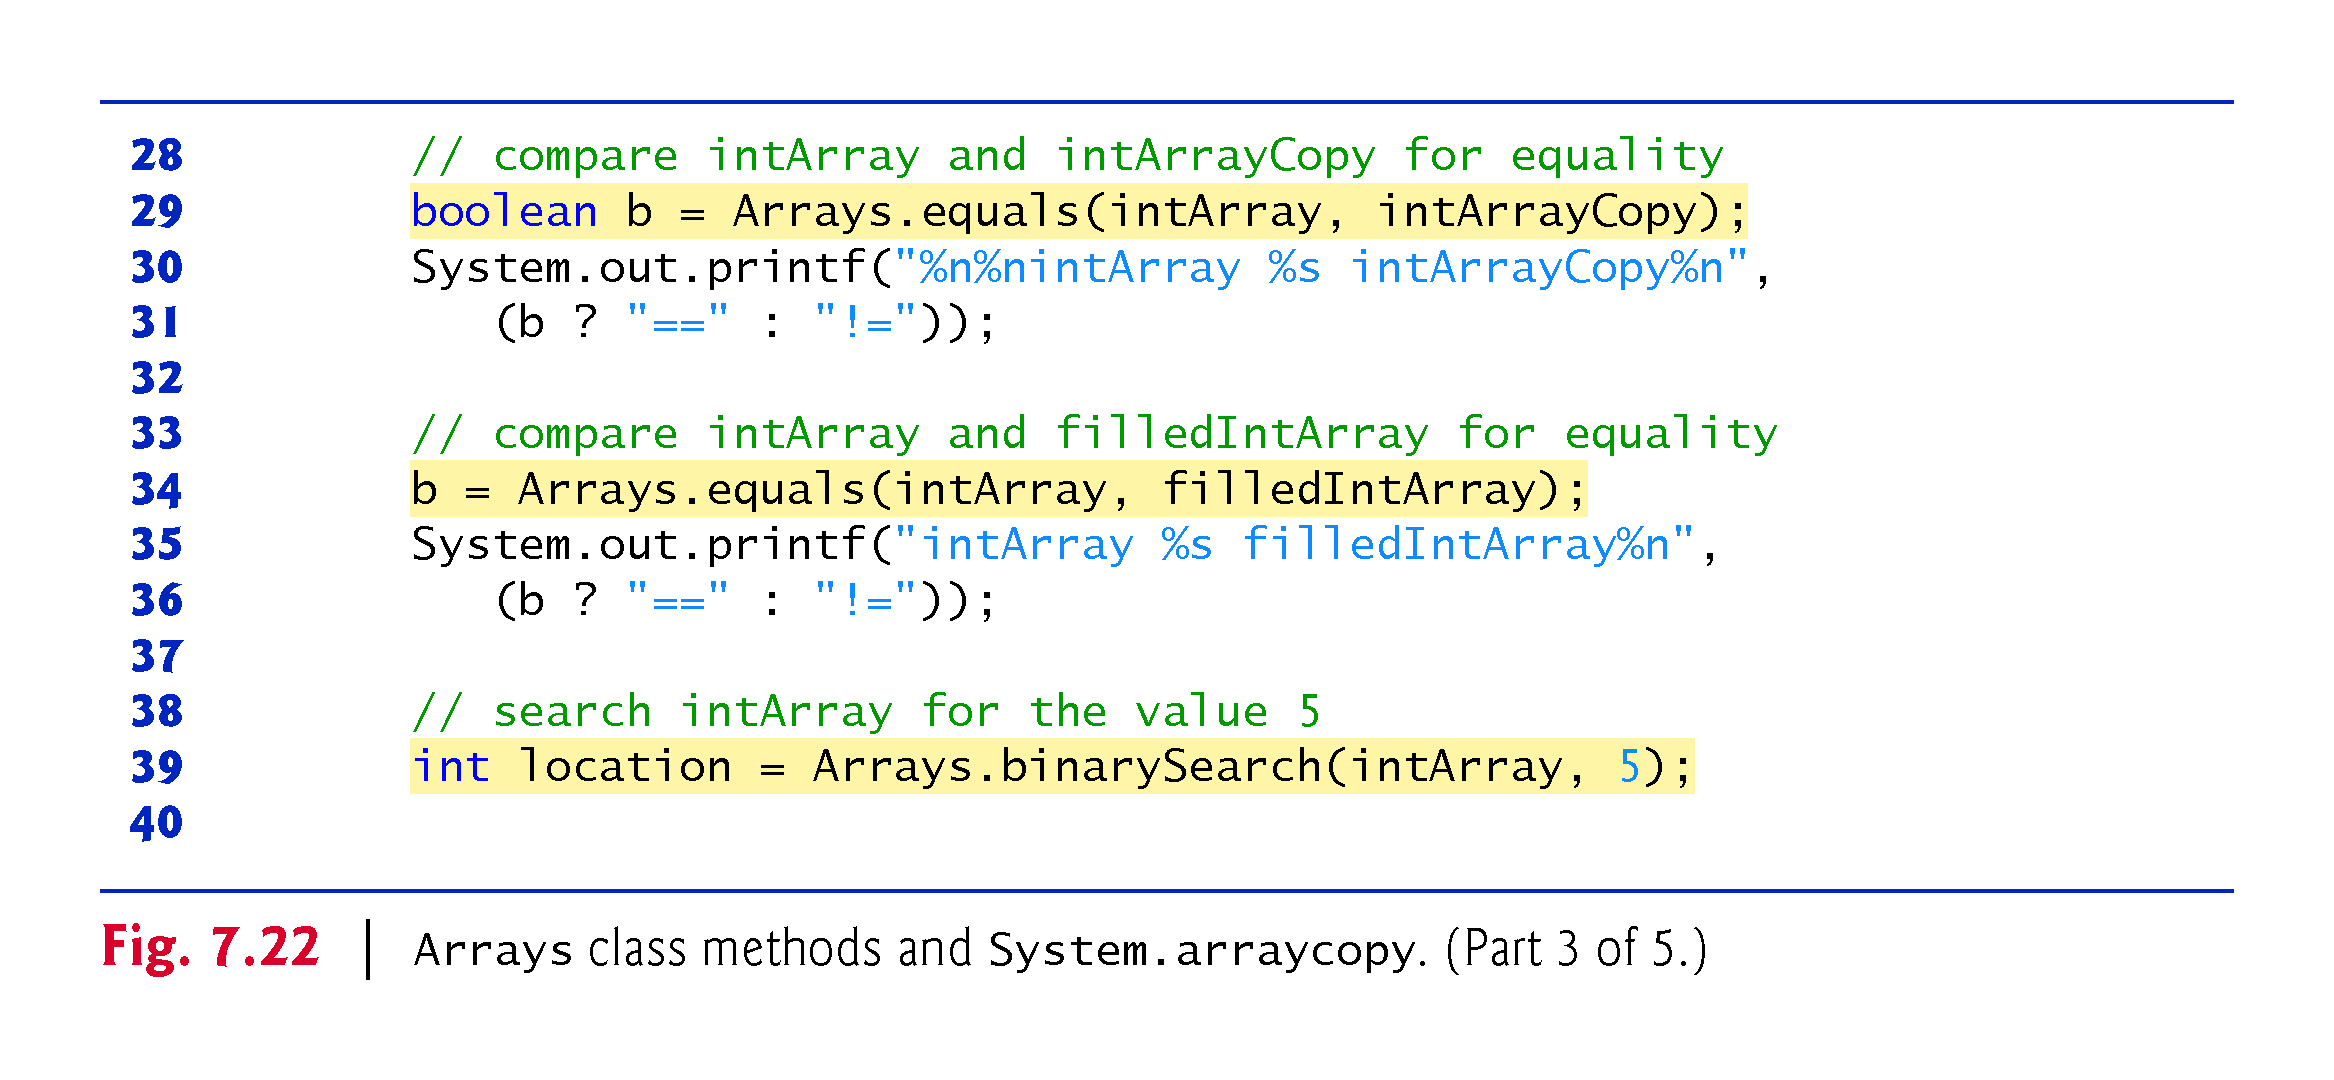 28 // compare intArray and intArrayCopy for equality
29 boolean b = Arrays.equals(intArray, intArrayCopy);
30 System.out.printf("%n%nintArray %s intArrayCopy%n",
31 (b ? "==" : "!="));
32
33 // compare intArray and filledIntArray for equality
34 b = Arrays.equals(intArray, filledIntArray);
35 System.out.printf("intArray %s filledIntArray%n",
36 (b ? "==" : "!="));
37
38 // search intArray for the value 5
39 int location = Arrays.binarySearch(intArray, 5);
40
Fig. 7.22 | Arrays class methods and System.arraycopy. (Part 3 of 5.)